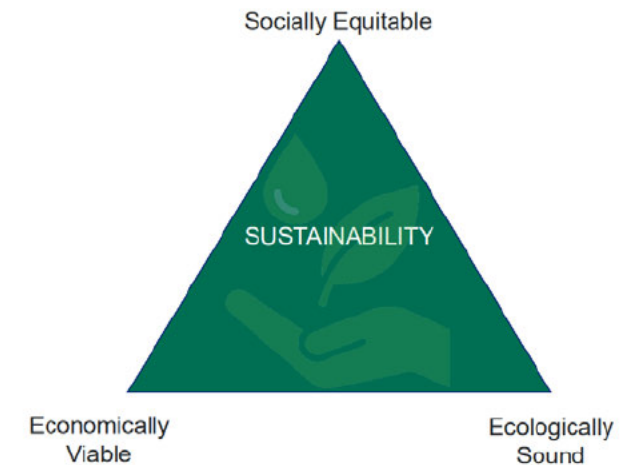 Socially Equitable
SUSTAINABILITY
Economically
Viable
Ecologically
Sound